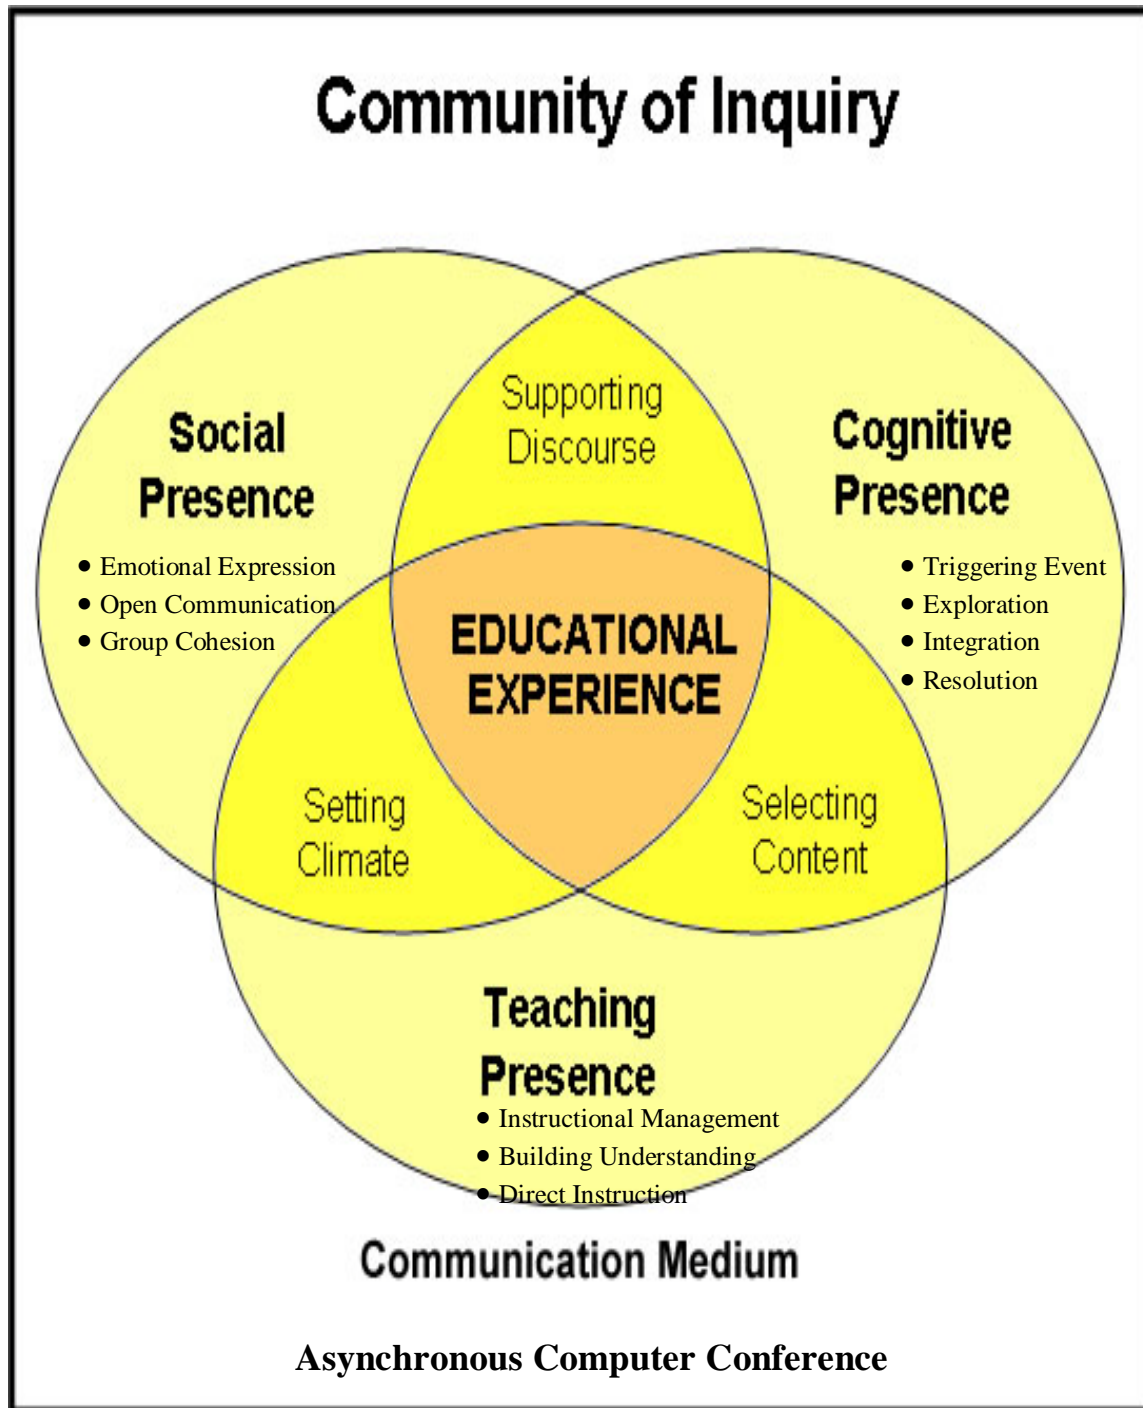 Community of Inquiry
Supporting
Discourse
Social
Presence
• Emotional Expression
• Open Communication
• Group Cohesion
Cognitive
Presence
• Triggering Event
• Exploration
• Integration
• Resolution
EDUCATIONAL
EXPERIENCE
Setting
Climate
Selecting
Content
Teaching
Presence
• Instructional Management
• Building Understanding
• Direct Instruction
Communication Medium
Asynchronous Computer Conference